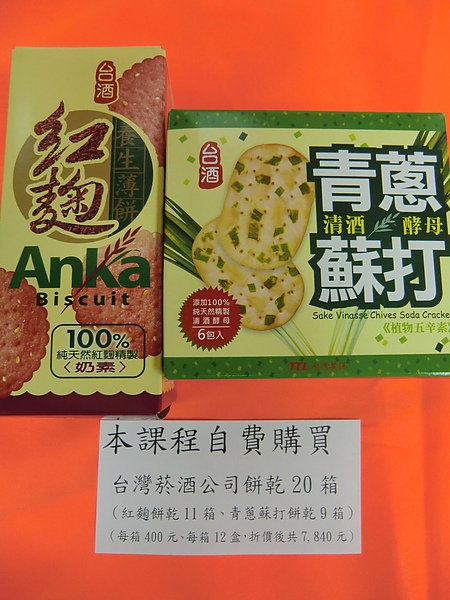 台酒
養生薄餅
紅麴
Anka
Biscuit
100%
純天然紅麴精製
〈奶素〉
台酒
青蔥
清酒酵母
蘇打
Sake Vinasse Chives Soda Cracke
《植物五辛素》
添加100%
純天然精製
清酒酵母
6包入
TTL
本課程自費購買
台灣菸酒公司餅乾20箱
（紅麴餅乾11箱、青蔥蘇打餅乾9箱）
（每箱400元、每箱12盒，折價後共7,840元）